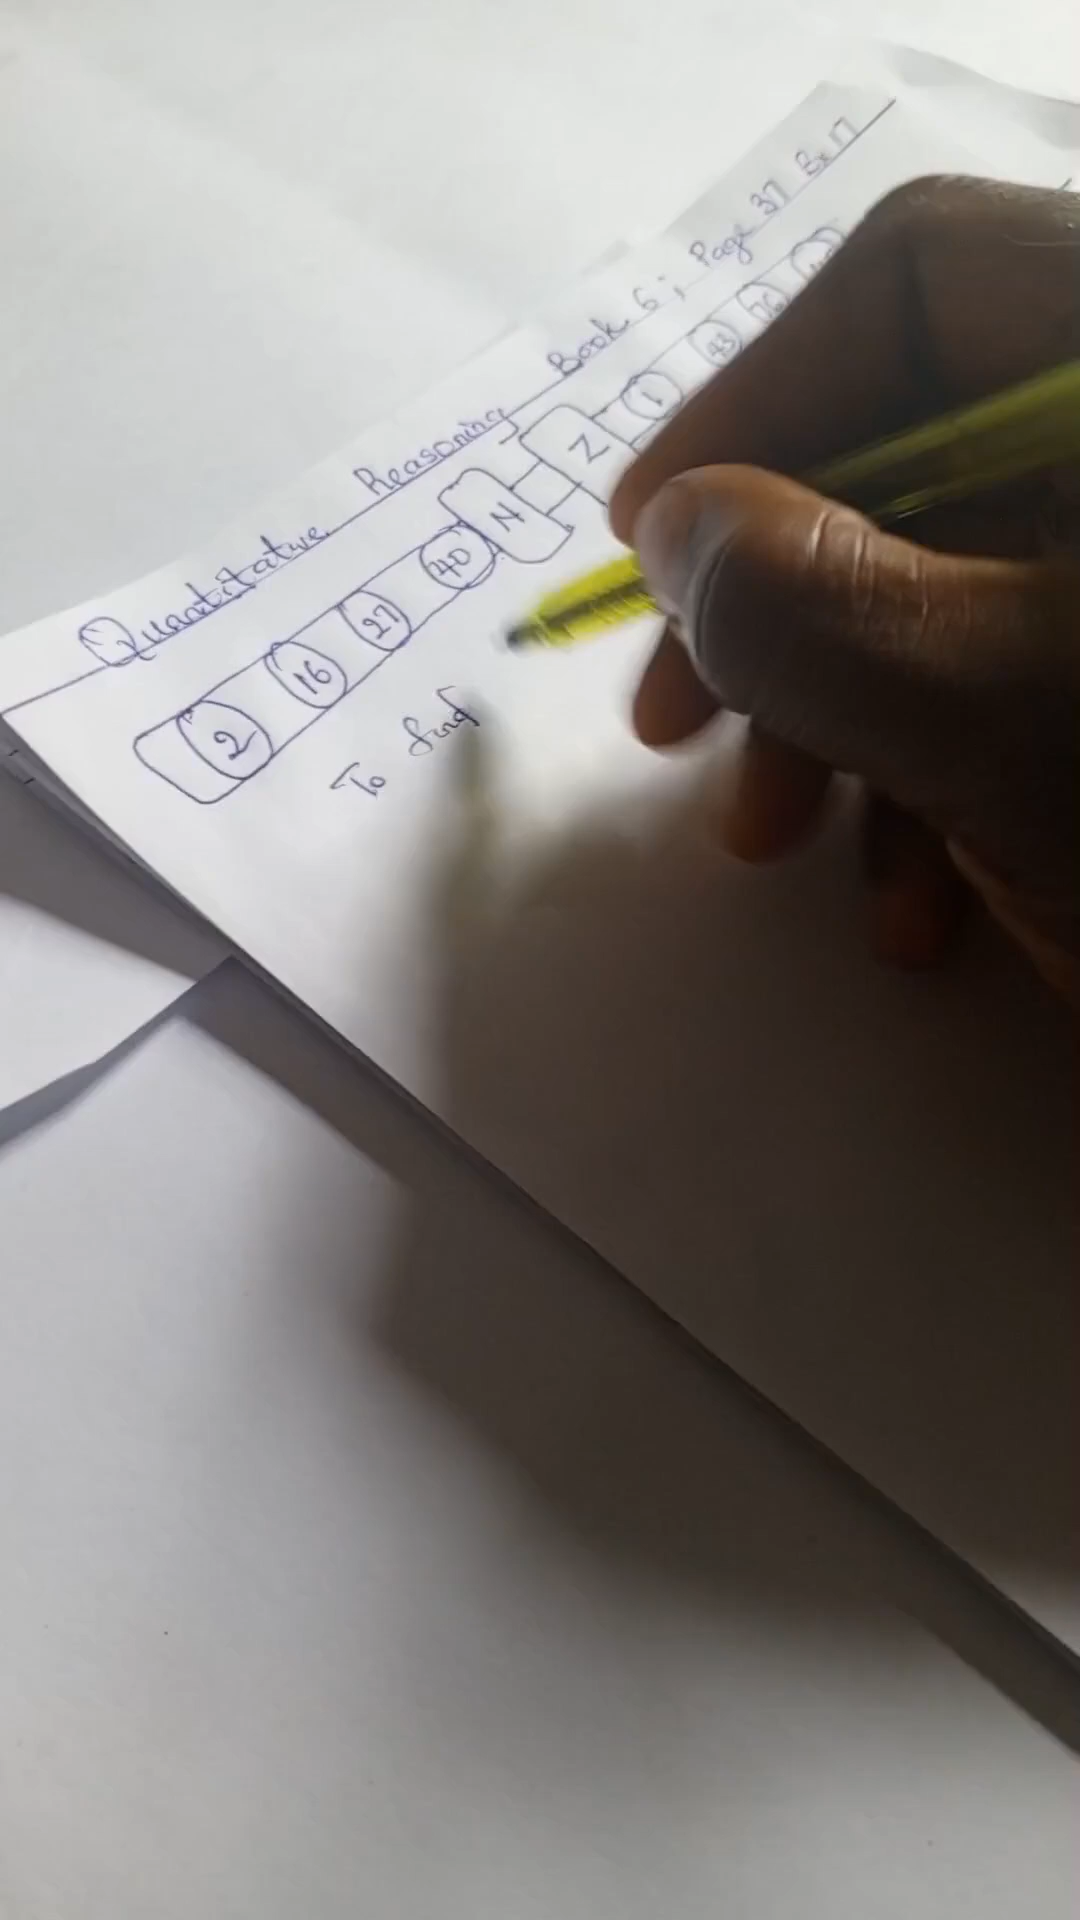 Quantitative Reasoning Book 6; Page 37 Ex 17
2 16 27 40 N Z 1 43 76
To find